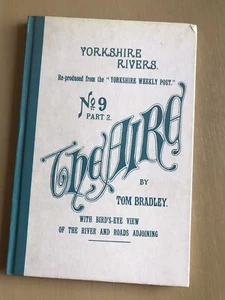 YORKSHIRE
RIVERS.
Re-produced from the "YORKSHIRE WEEKLY POST."
No 9
PART 2.
The AIRE
BY
TOM BRADLEY.
WITH BIRD'S-EYE VIEW
OF THE RIVER AND ROADS ADJOINING